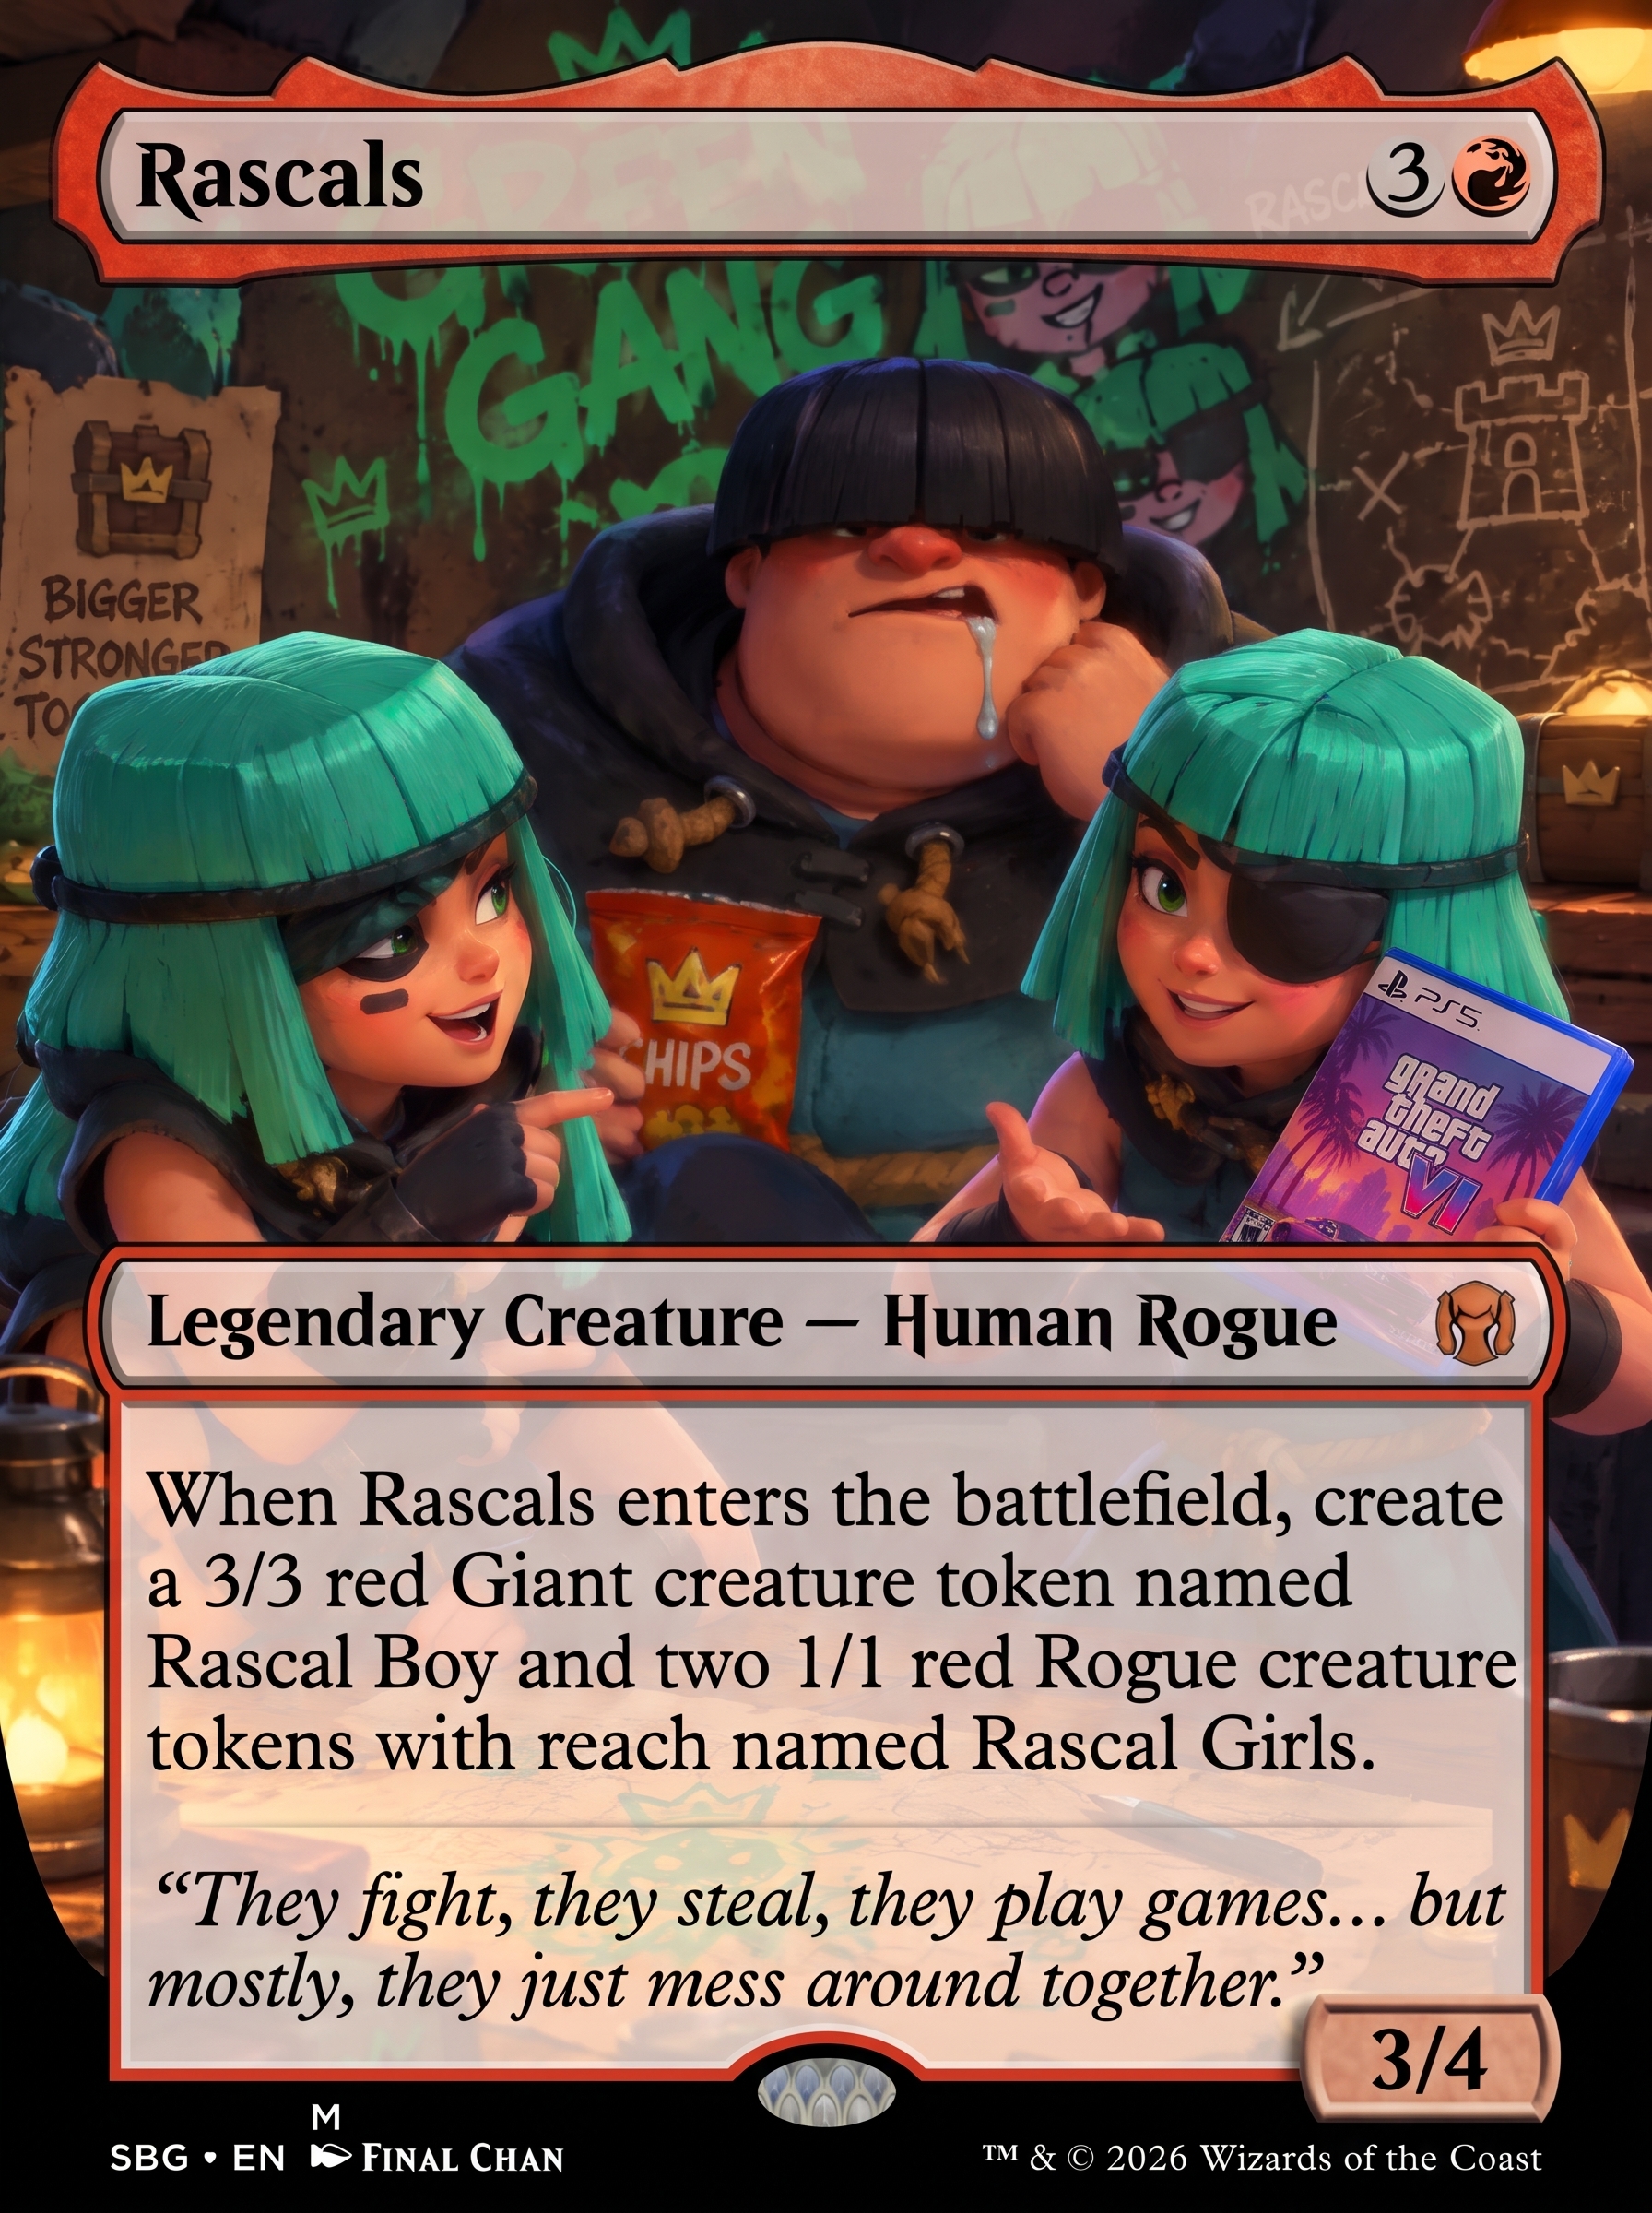 Rascals
3
GANG
BIGGER
STRONGER
CHIPS
PS5
grand
theft
auto
VI
Legendary Creature — Human Rogue
When Rascals enters the battlefield, create
a 3/3 red Giant creature token named
Rascal Boy and two 1/1 red Rogue creature
tokens with reach named Rascal Girls.
“They fight, they steal, they play games… but
mostly, they just mess around together.”
3/4
M
SBG • EN FINAL CHAN
™ & © 2026 Wizards of the Coast